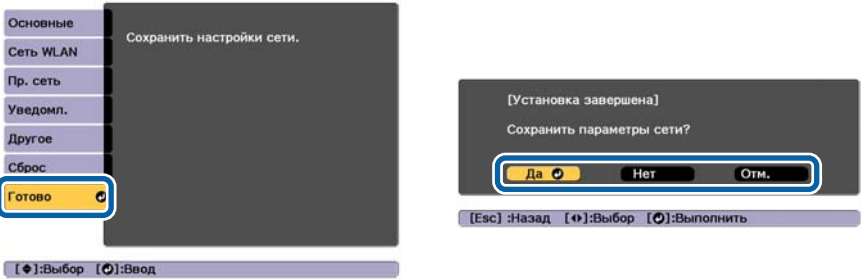 Основные
Сеть WLAN
Пр. сеть
Уведомл.
Другое
Сброс
Готово
Сохранить настройки сети.
[ ]:Выбор [ ]:Ввод
[Установка завершена]
Сохранить параметры сети?
Да Нет Отм.
[Esc] :Назад [ ]:Выбор [ ]:Выполнить